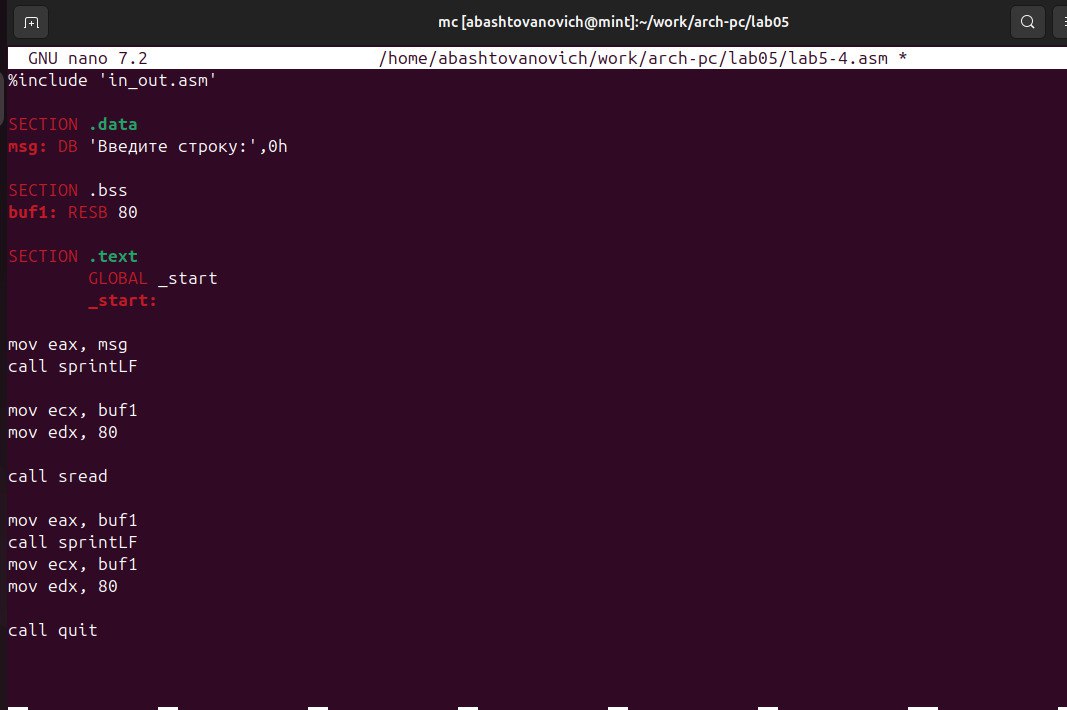 mc [abashtovanovich@mint]:~/work/arch-pc/lab05
GNU nano 7.2 /home/abashtovanovich/work/arch-pc/lab05/lab5-4.asm *
%include 'in_out.asm'
SECTION .data
msg: DB 'Введите строку:',0h
SECTION .bss
buf1: RESB 80
SECTION .text
GLOBAL _start
_start:
mov eax, msg
call sprintLF
mov ecx, buf1
mov edx, 80
call sread
mov eax, buf1
call sprintLF
mov ecx, buf1
mov edx, 80
call quit